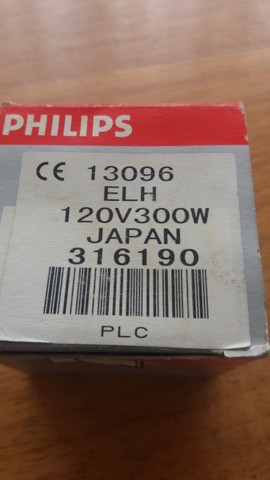 PHILIPS
CE 13096
ELH
120V300W
JAPAN
316190
PLC